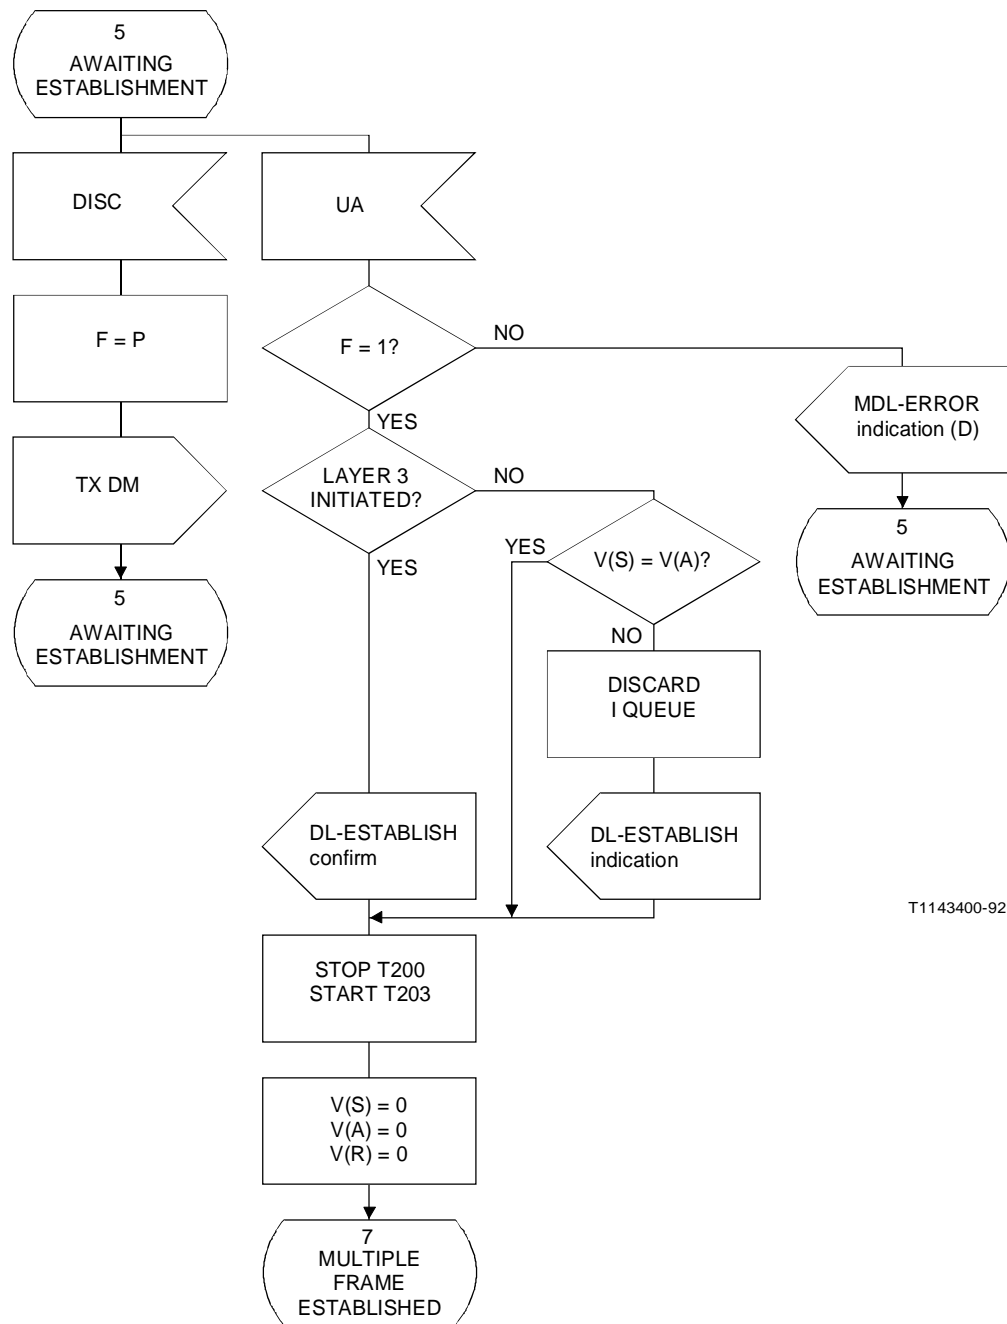 5
AWAITING
ESTABLISHMENT
DISC
UA
F = P
F = 1?
NO
YES
MDL-ERROR
indication (D)
TX DM
LAYER 3
INITIATED?
NO
YES
YES
V(S) = V(A)?
NO
5
AWAITING
ESTABLISHMENT
5
AWAITING
ESTABLISHMENT
DISCARD
I QUEUE
DL-ESTABLISH
confirm
DL-ESTABLISH
indication
T1143400-92
STOP T200
START T203
V(S) = 0
V(A) = 0
V(R) = 0
7
MULTIPLE
FRAME
ESTABLISHED